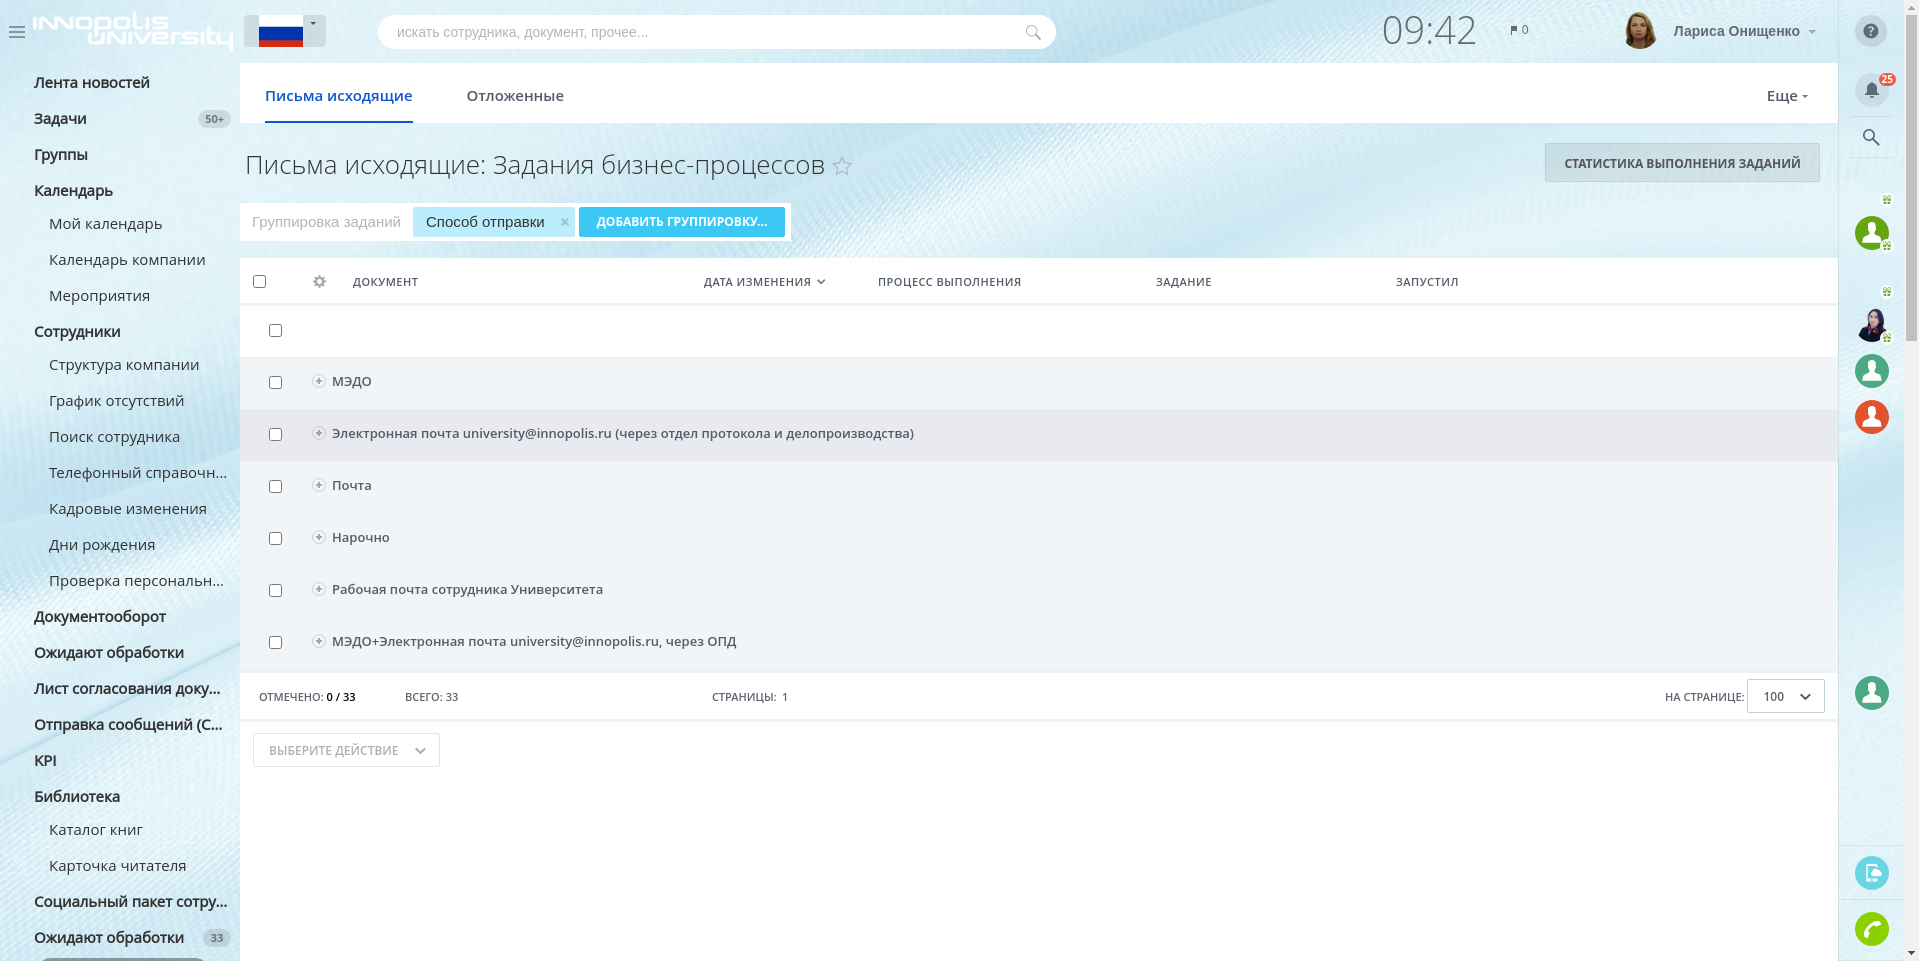 INNOPOLIS
UNIVERSITY
искать сотрудника, документ, прочее...
09:42
0
Лариса Онищенко
?
25
Лента новостей
Задачи
50+
Группы
Календарь
Мой календарь
Календарь компании
Мероприятия
Сотрудники
Структура компании
График отсутствий
Поиск сотрудника
Телефонный справочн...
Кадровые изменения
Дни рождения
Проверка персональн...
Документооборот
Ожидают обработки
Лист согласования доку...
Отправка сообщений (С...
KPI
Библиотека
Каталог книг
Карточка читателя
Социальный пакет сотру...
Ожидают обработки
33
Письма исходящие
Отложенные
Еще
Письма исходящие: Задания бизнес-процессов
СТАТИСТИКА ВЫПОЛНЕНИЯ ЗАДАНИЙ
Группировка заданий
Способ отправки ×
ДОБАВИТЬ ГРУППИРОВКУ...
ДОКУМЕНТ
ДАТА ИЗМЕНЕНИЯ
ПРОЦЕСС ВЫПОЛНЕНИЯ
ЗАДАНИЕ
ЗАПУСТИЛ
МЭДО
Электронная почта university@innopolis.ru (через отдел протокола и делопроизводства)
Почта
Нарочно
Рабочая почта сотрудника Университета
МЭДО+Электронная почта university@innopolis.ru, через ОПД
ОТМЕЧЕНО: 0 / 33
ВСЕГО: 33
СТРАНИЦЫ: 1
НА СТРАНИЦЕ: 100
ВЫБЕРИТЕ ДЕЙСТВИЕ